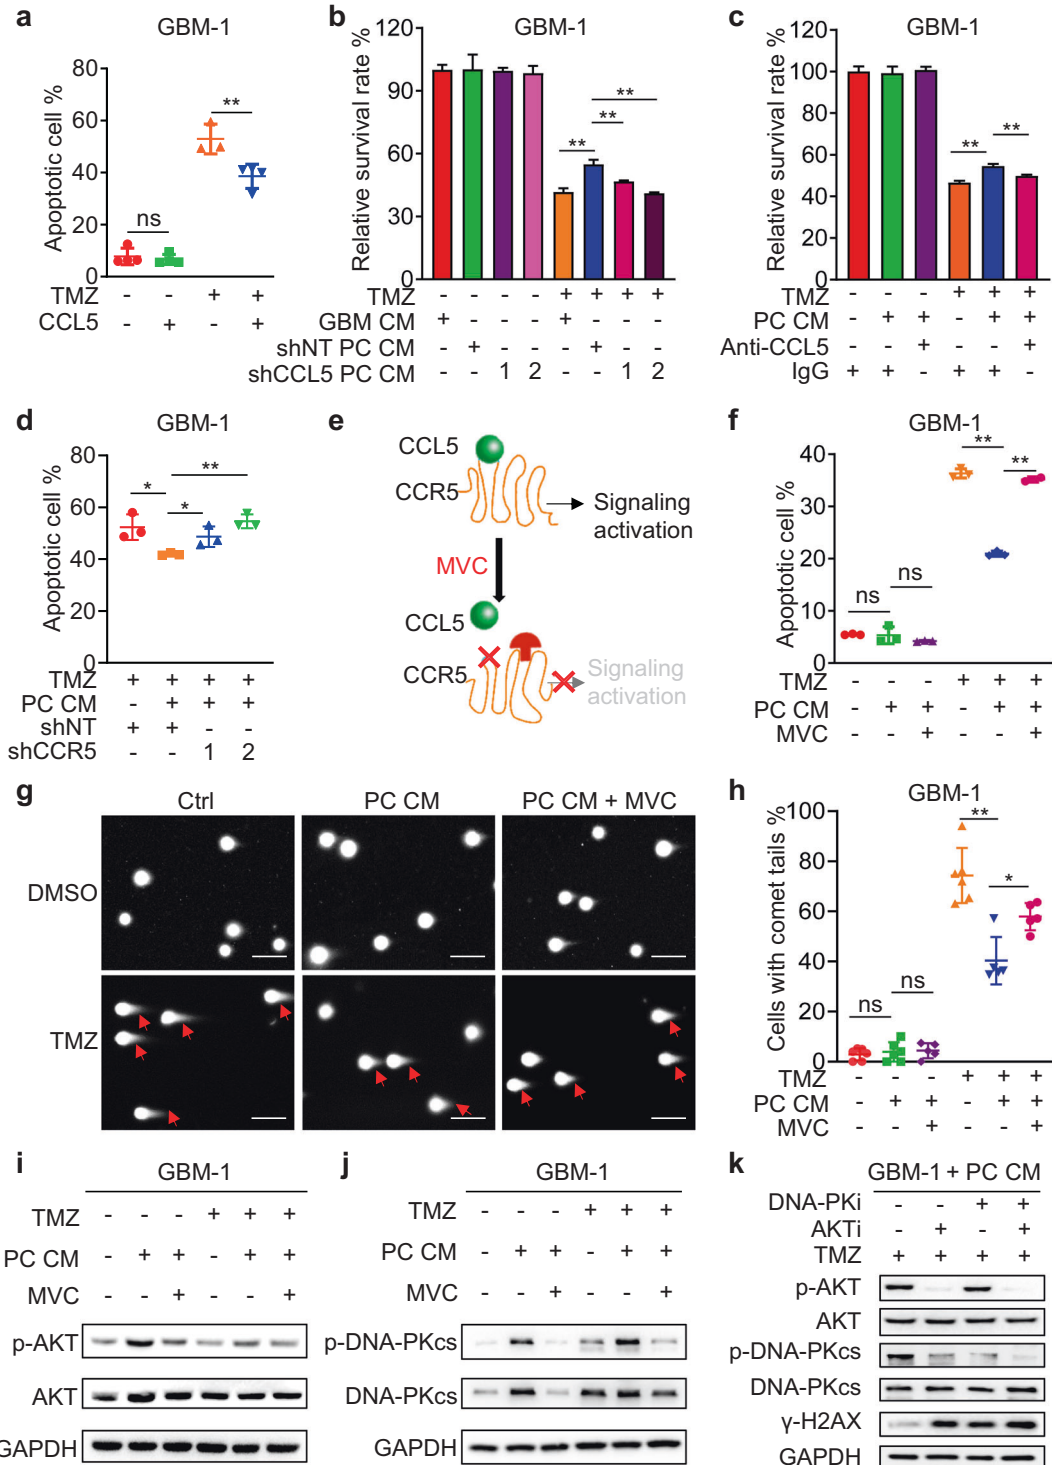 a
GBM-1
Apoptotic cell %
80
60
40
20
0
ns
**
TMZ - - + +
CCL5 - + - +
b
GBM-1
Relative survival rate %
120
90
60
30
0
**
**
**
TMZ - - - - + + + +
GBM CM + - - - + - - -
shNT PC CM - + - - - + - -
shCCL5 PC CM - - 1 2 - - 1 2
c
GBM-1
Relative survival rate %
120
100
80
60
40
20
0
**
**
TMZ - - - + + +
PC CM - + + - + +
Anti-CCL5 - - + - - +
IgG + + - + + -
d
GBM-1
Apoptotic cell %
80
60
40
20
0
*
*
**
TMZ + + + +
PC CM - + + +
shNT + + - -
shCCR5 - - 1 2
e
CCL5
CCR5
Signaling
activation
MVC
CCL5
CCR5
Signaling
activation
f
GBM-1
Apoptotic cell %
40
30
20
10
0
ns
ns
**
**
TMZ - - - + + +
PC CM - + + - + +
MVC - - + - - +
g
Ctrl PC CM PC CM + MVC
DMSO
TMZ
h
GBM-1
Cells with comet tails %
100
80
60
40
20
0
ns
ns
**
*
TMZ - - - + + +
PC CM - + + - + +
MVC - - + - - +
i
GBM-1
TMZ - - - + + +
PC CM - + + - + +
MVC - - + - - +
p-AKT
AKT
GAPDH
j
GBM-1
TMZ - - - + + +
PC CM - + + - + +
MVC - - + - - +
p-DNA-PKcs
DNA-PKcs
GAPDH
k
GBM-1 + PC CM
DNA-PKi - - + +
AKTi - + - +
TMZ + + + +
p-AKT
AKT
p-DNA-PKcs
DNA-PKcs
γ-H2AX
GAPDH